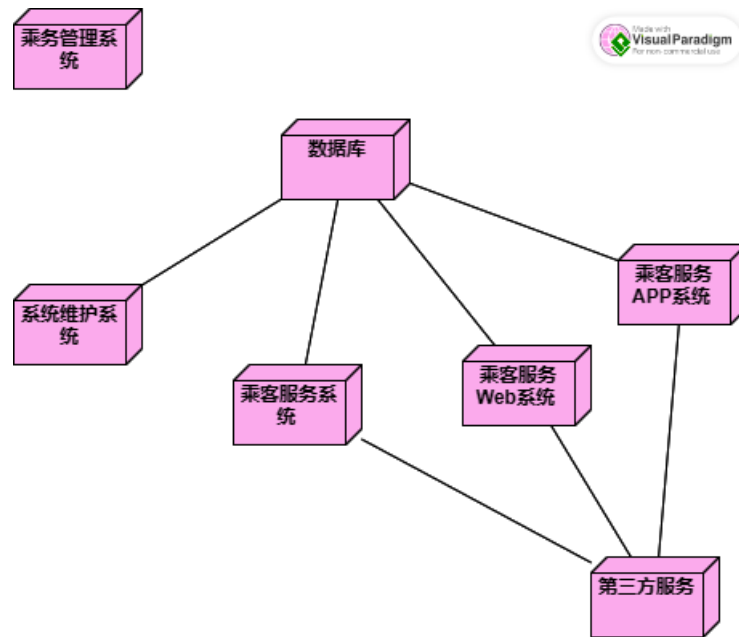 乘务管理系
统
Made with
Visual Paradigm
For non-commercial use
数据库
乘客服务
APP系统
系统维护系
统
乘客服务
Web系统
乘客服务系
统
第三方服务